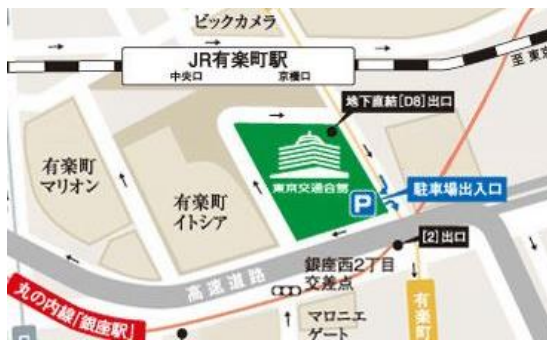 ビックカメラ
JR有楽町駅
中央口
京橋口
至 東京
地下直結[D8]出口
有楽町
マリオン
有楽町
イトシア
東京交通会館
P
駐車場出入口
[2]出口
高速道路
銀座西2丁目
交差点
丸の内線「銀座駅」
マロニエ
ゲート
有楽町